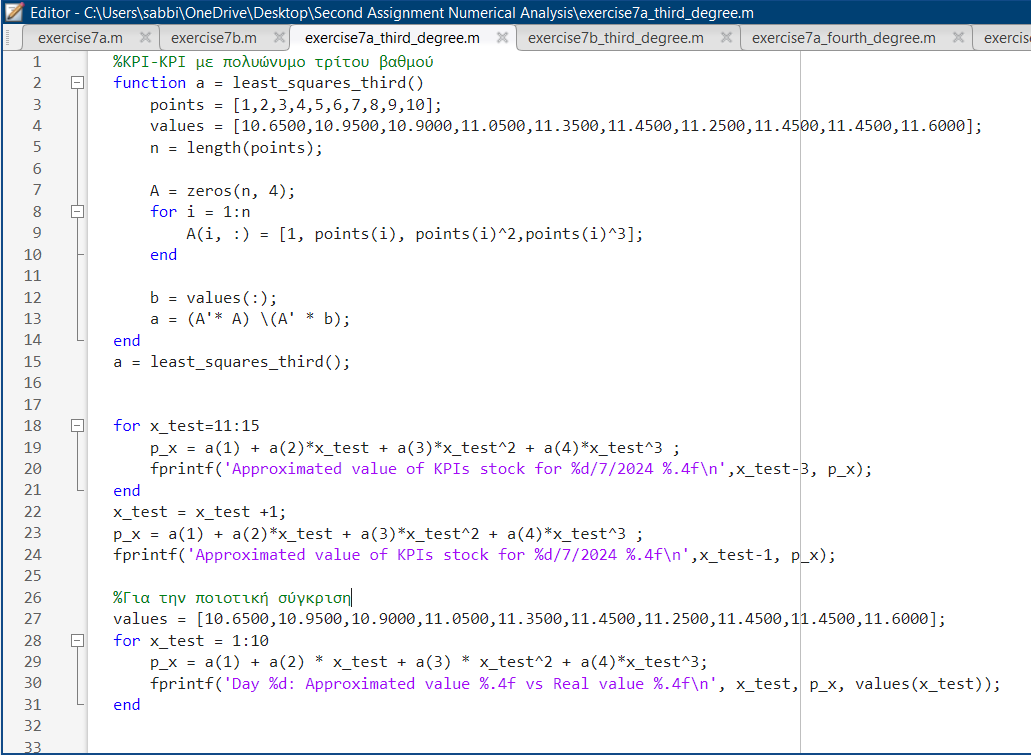 Editor - C:\Users\sabbi\OneDrive\Desktop\Second Assignment Numerical Analysis\exercise7a_third_degree.m
exercise7a.m exercise7b.m exercise7a_third_degree.m exercise7b_third_degree.m exercise7a_fourth_degree.m exercise
1 %ΚΡΙ-ΚΡΙ με πολυώνυμο τρίτου βαθμού
2 function a = least_squares_third()
3 points = [1,2,3,4,5,6,7,8,9,10];
4 values = [10.6500,10.9500,10.9000,11.0500,11.3500,11.4500,11.2500,11.4500,11.4500,11.6000];
5 n = length(points);
6
7 A = zeros(n, 4);
8 for i = 1:n
9 A(i, :) = [1, points(i), points(i)^2,points(i)^3];
10 end
11
12 b = values(:);
13 a = (A'* A) \(A' * b);
14 end
15 a = least_squares_third();
16
17
18 for x_test=11:15
19 p_x = a(1) + a(2)*x_test + a(3)*x_test^2 + a(4)*x_test^3 ;
20 fprintf('Approximated value of KPIs stock for %d/7/2024 %.4f\n',x_test-3, p_x);
21 end
22 x_test = x_test +1;
23 p_x = a(1) + a(2)*x_test + a(3)*x_test^2 + a(4)*x_test^3 ;
24 fprintf('Approximated value of KPIs stock for %d/7/2024 %.4f\n',x_test-1, p_x);
25
26 %Για την ποιοτική σύγκριση
27 values = [10.6500,10.9500,10.9000,11.0500,11.3500,11.4500,11.2500,11.4500,11.4500,11.6000];
28 for x_test = 1:10
29 p_x = a(1) + a(2) * x_test + a(3) * x_test^2 + a(4)*x_test^3;
30 fprintf('Day %d: Approximated value %.4f vs Real value %.4f\n', x_test, p_x, values(x_test));
31 end
32
33